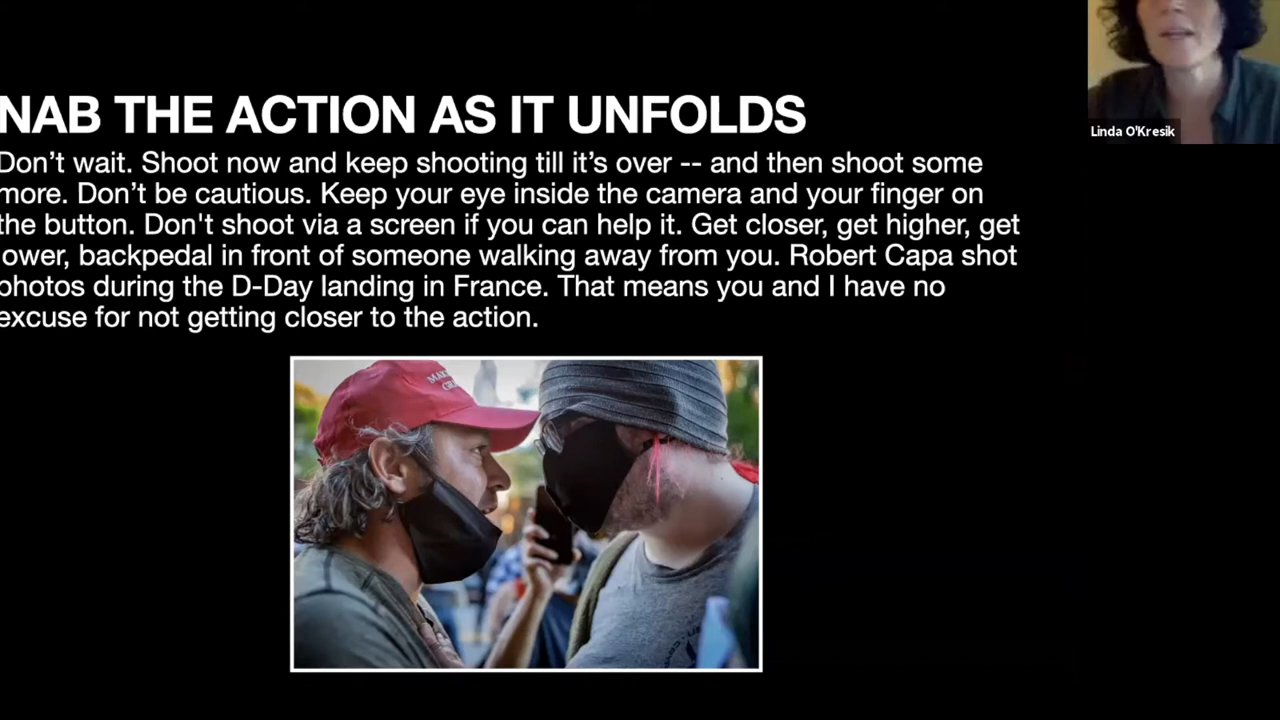 NAB THE ACTION AS IT UNFOLDS
Don’t wait. Shoot now and keep shooting till it’s over -- and then shoot some
more. Don’t be cautious. Keep your eye inside the camera and your finger on
the button. Don't shoot via a screen if you can help it. Get closer, get higher, get
lower, backpedal in front of someone walking away from you. Robert Capa shot
photos during the D-Day landing in France. That means you and I have no
excuse for not getting closer to the action.
Linda O'Kresik